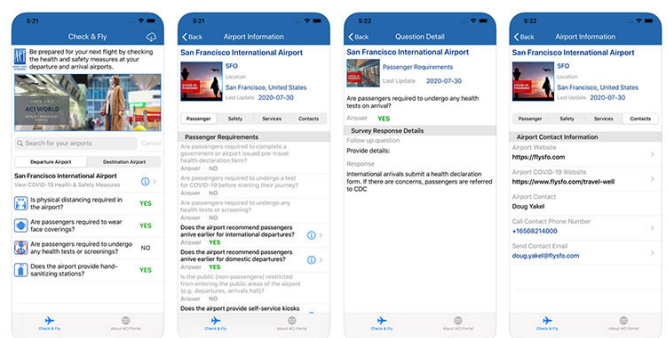 5:21
Check & Fly
Be prepared for your next flight by checking
the health and safety measures at your
departure and arrival airports.
ACI WORLD
Search for your airports
Cancel
Departure Airport
Destination Airport
San Francisco International Airport
View COVID-19 Health & Safety Measures
Is physical distancing required in
the airport?
YES
Are passengers required to wear
face coverings?
YES
Are passengers required to undergo
any health tests or screenings?
NO
Does the airport provide hand-
sanitizing stations?
YES
Check & Fly
About ACI Portal
5:21
Back
Airport Information
San Francisco International Airport
SFO
Location
San Francisco, United States
Last Update 2020-07-30
Passenger
Safety
Services
Contacts
Passenger Requirements
Are passengers required to complete a
government or airport issued pre-travel
health declaration form?
Answer NO
Are passengers required to undergo a test
for COVID-19 before starting their journey?
Answer NO
Are passengers required to undergo any
health tests or screening?
Answer NO
Does the airport recommend passengers
arrive earlier for international departures?
Answer YES
Does the airport recommend passengers
arrive earlier for domestic departures?
Answer YES
Is the public (non-passengers) restricted
from entering the public areas of the airport
(e.g. departures, arrivals hall)?
Answer NO
Does the airport provide self-service kiosks
Check & Fly
About ACI Portal
5:22
Back
Question Detail
San Francisco International Airport
Passenger Requirements
Last Update 2020-07-30
Are passengers required to undergo any health
tests on arrival?
Answer YES
Survey Response Details
Follow up question
Provide details:
Response
International arrivals submit a health declaration
form. If there are concerns, passengers are referred
to CDC
Check & Fly
About ACI Portal
5:22
Back
Airport Information
San Francisco International Airport
SFO
Location
San Francisco, United States
Last Update 2020-07-30
Passenger
Safety
Services
Contacts
Airport Contact Information
Airport Website
https://flysfo.com
Airport COVID-19 Website
https://www.flysfo.com/travel-well
Airport Contact
Doug Yakel
Call Contact Phone Number
+16508214000
Send Contact Email
doug.yakel@flysfo.com
Check & Fly
About ACI Portal